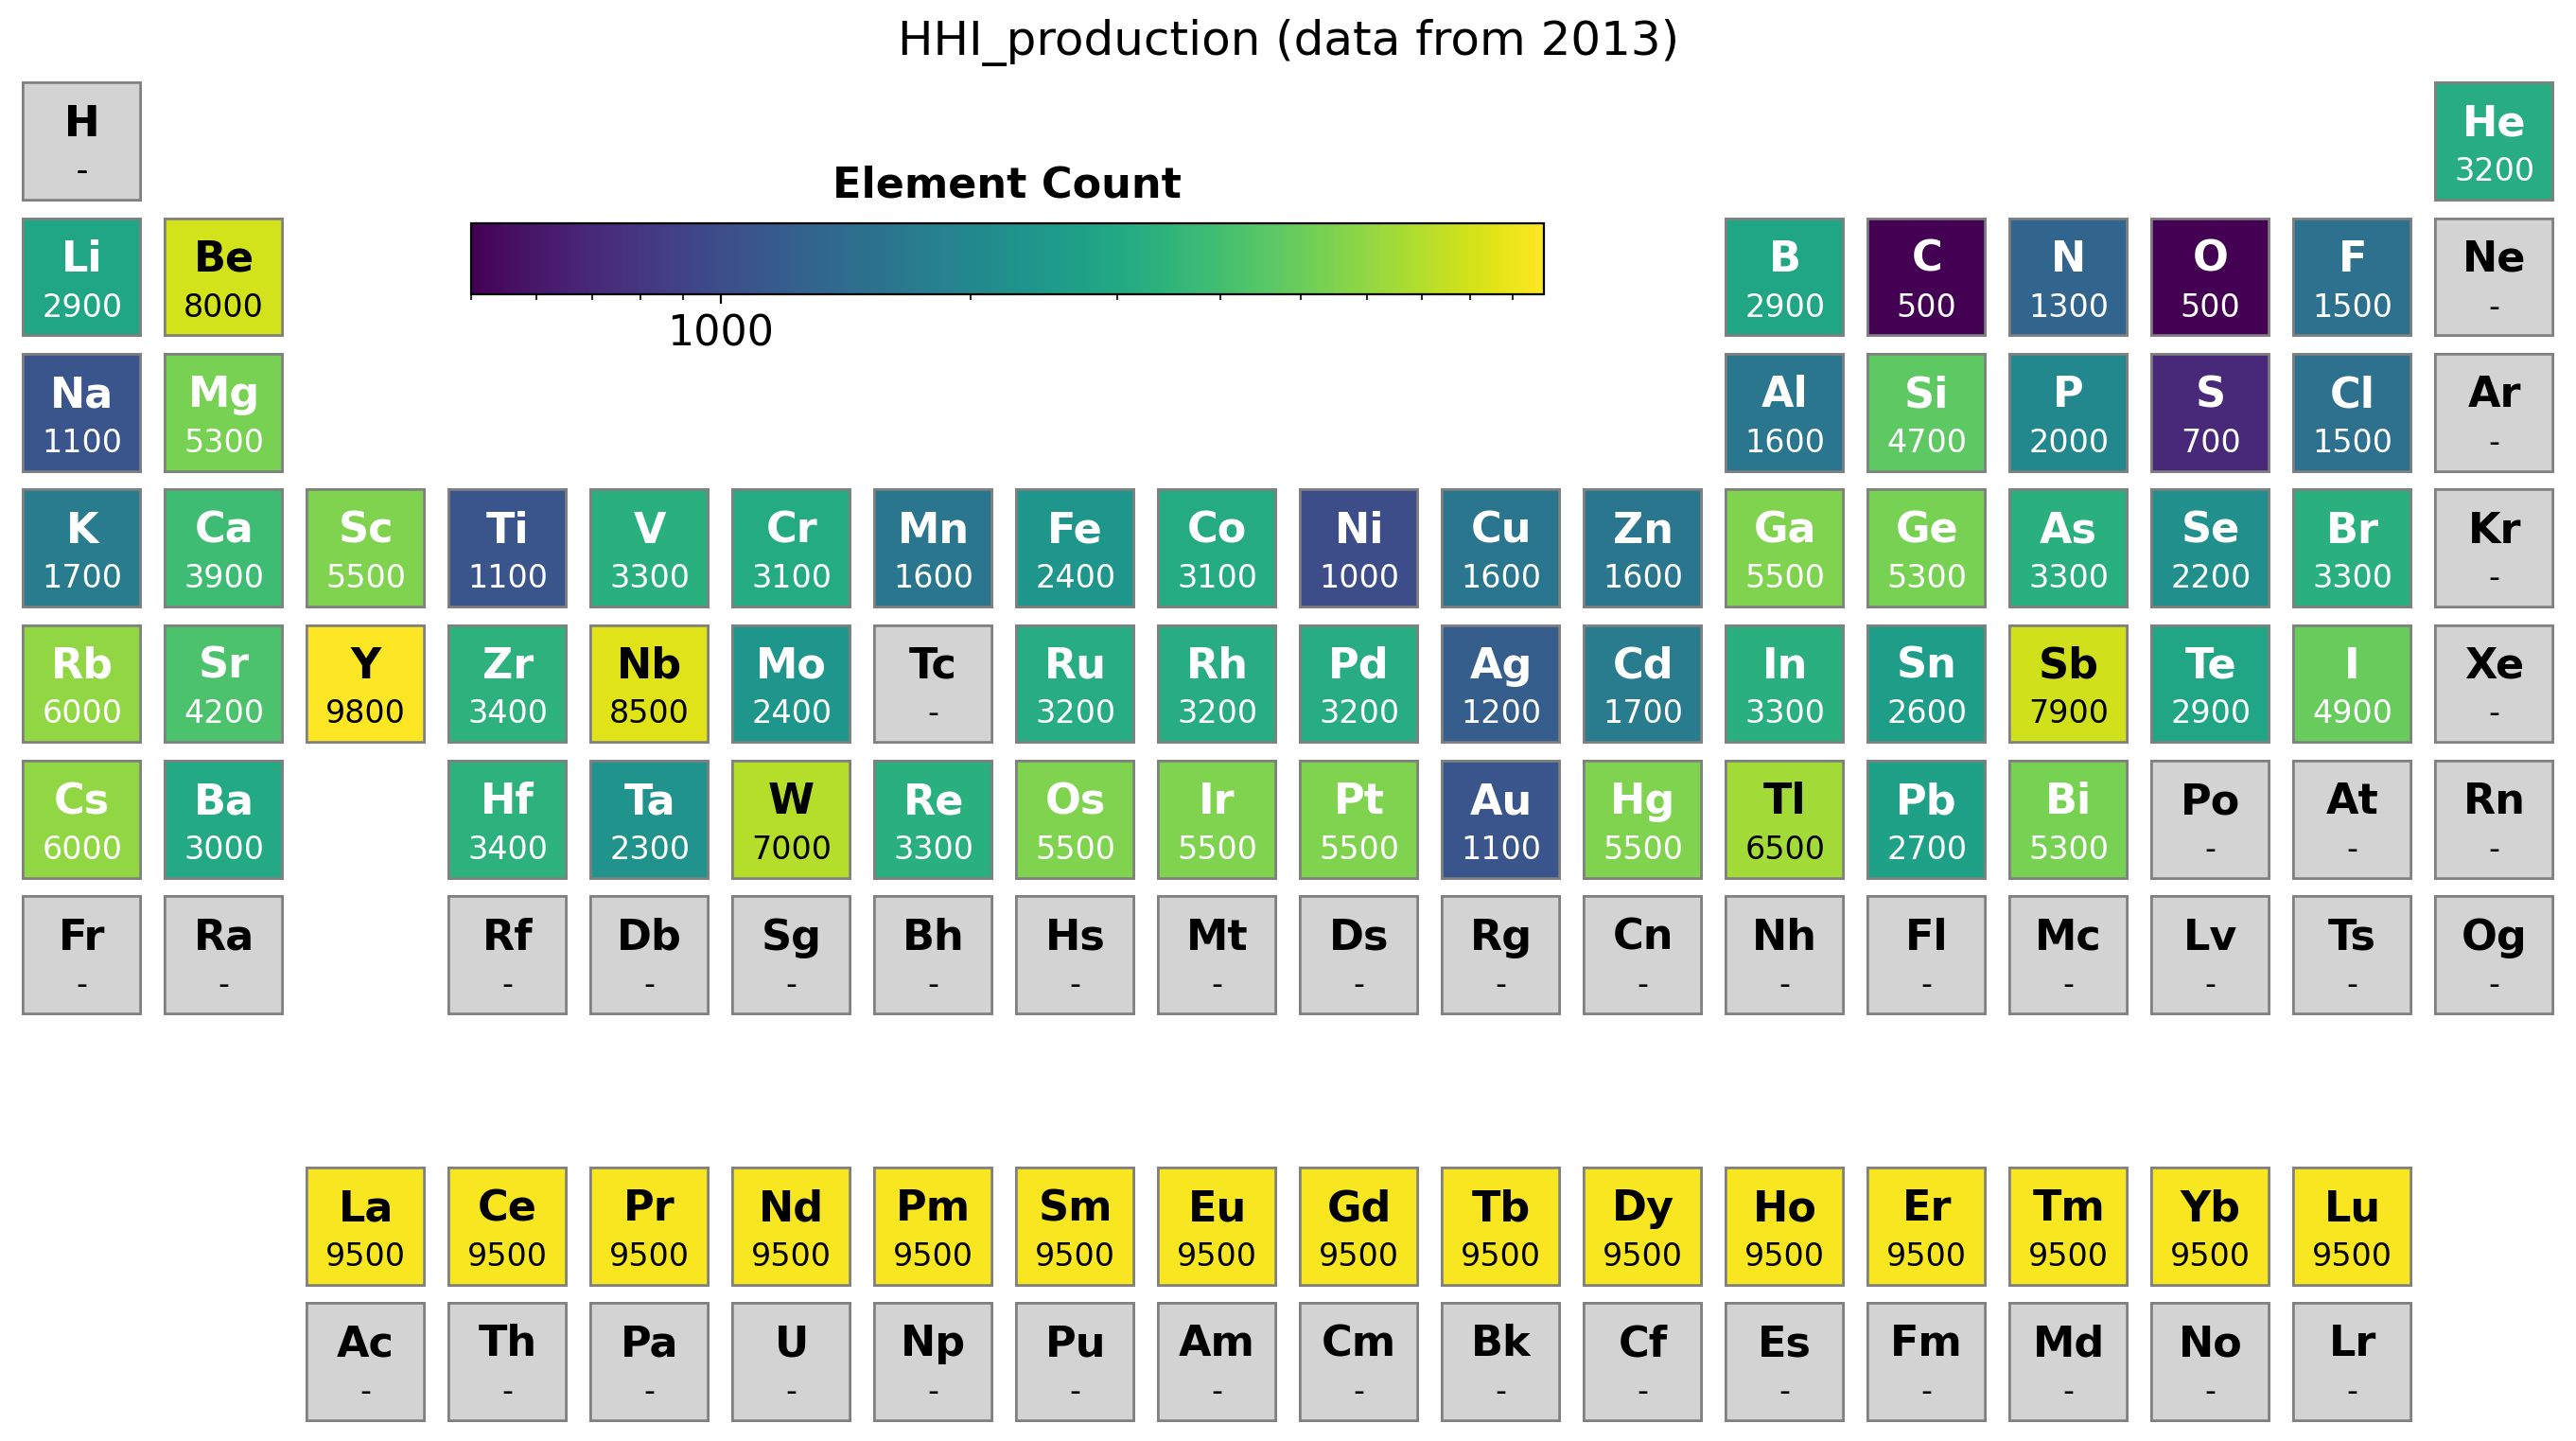 HHI_production (data from 2013)
H He
- 3200
Element Count
Li Be B C N O F Ne
2900 8000 2900 500 1300 500 1500 -
1000
Na Mg Al Si P S Cl Ar
1100 5300 1600 4700 2000 700 1500 -
K Ca Sc Ti V Cr Mn Fe Co Ni Cu Zn Ga Ge As Se Br Kr
1700 3900 5500 1100 3300 3100 1600 2400 3100 1000 1600 1600 5500 5300 3300 2200 3300 -
Rb Sr Y Zr Nb Mo Tc Ru Rh Pd Ag Cd In Sn Sb Te I Xe
6000 4200 9800 3400 8500 2400 - 3200 3200 3200 1200 1700 3300 2600 7900 2900 4900 -
Cs Ba Hf Ta W Re Os Ir Pt Au Hg Tl Pb Bi Po At Rn
6000 3000 3400 2300 7000 3300 5500 5500 5500 1100 5500 6500 2700 5300 - - -
Fr Ra Rf Db Sg Bh Hs Mt Ds Rg Cn Nh Fl Mc Lv Ts Og
- - - - - - - - - - - - - - - - -
La Ce Pr Nd Pm Sm Eu Gd Tb Dy Ho Er Tm Yb Lu
9500 9500 9500 9500 9500 9500 9500 9500 9500 9500 9500 9500 9500 9500 9500
Ac Th Pa U Np Pu Am Cm Bk Cf Es Fm Md No Lr
- - - - - - - - - - - - - - -